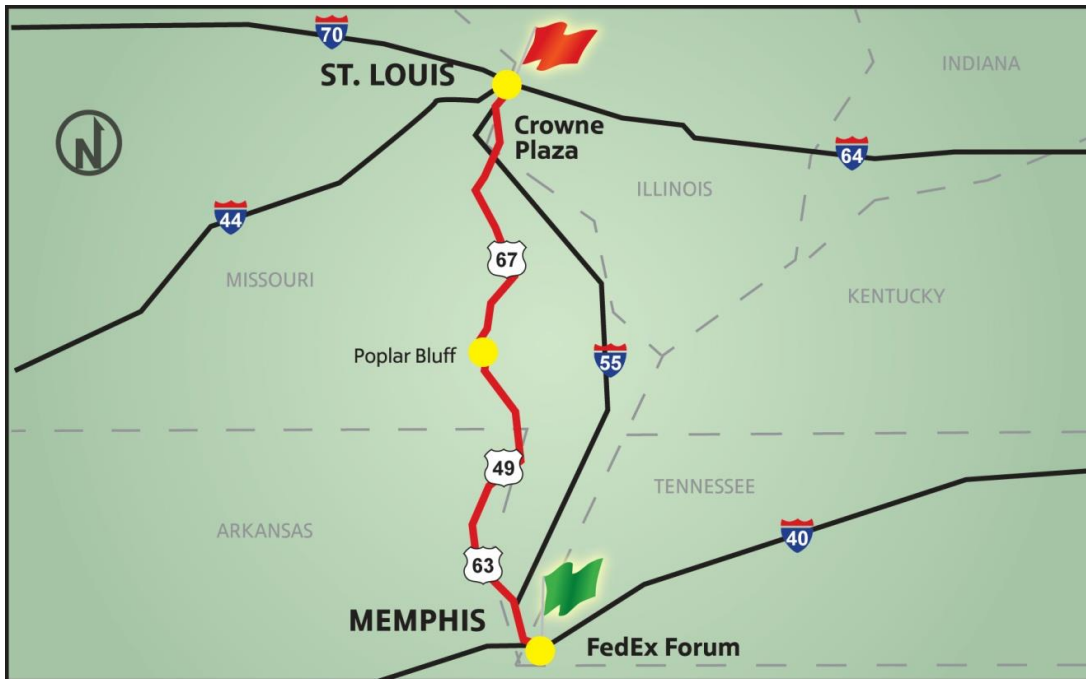 70
ST. LOUIS
INDIANA
N
Crowne
Plaza
64
ILLINOIS
44
67
MISSOURI
KENTUCKY
Poplar Bluff
55
49
TENNESSEE
ARKANSAS
40
63
MEMPHIS
FedEx Forum